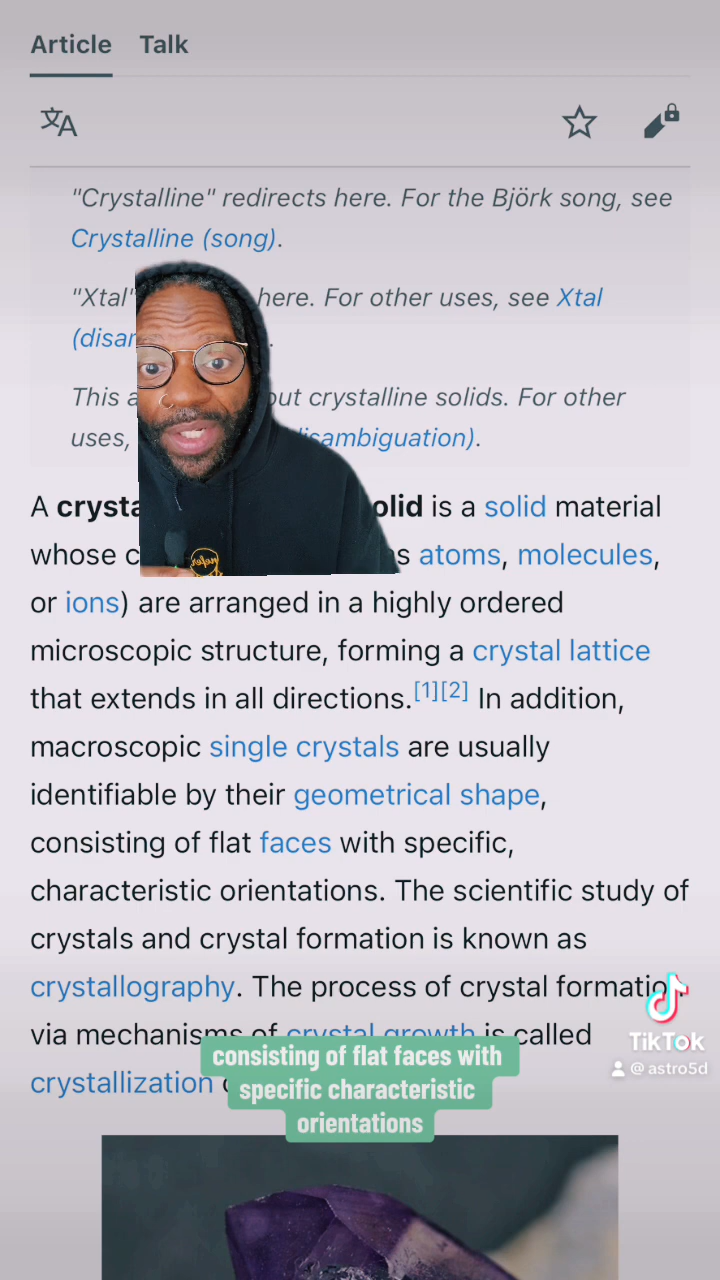 Article Talk
"Crystalline" redirects here. For the Björk song, see
Crystalline (song).
"Xtal" here. For other uses, see Xtal
(disam .
This a out crystalline solids. For other
uses, disambiguation).
A crysta olid is a solid material
whose c s atoms, molecules,
or ions) are arranged in a highly ordered
microscopic structure, forming a crystal lattice
that extends in all directions.[1][2] In addition,
macroscopic single crystals are usually
identifiable by their geometrical shape,
consisting of flat faces with specific,
characteristic orientations. The scientific study of
crystals and crystal formation is known as
crystallography. The process of crystal formation
via mechanisms of crystal growth is called
crystallization
consisting of flat faces with
specific characteristic
orientations
TikTok
@astro5d